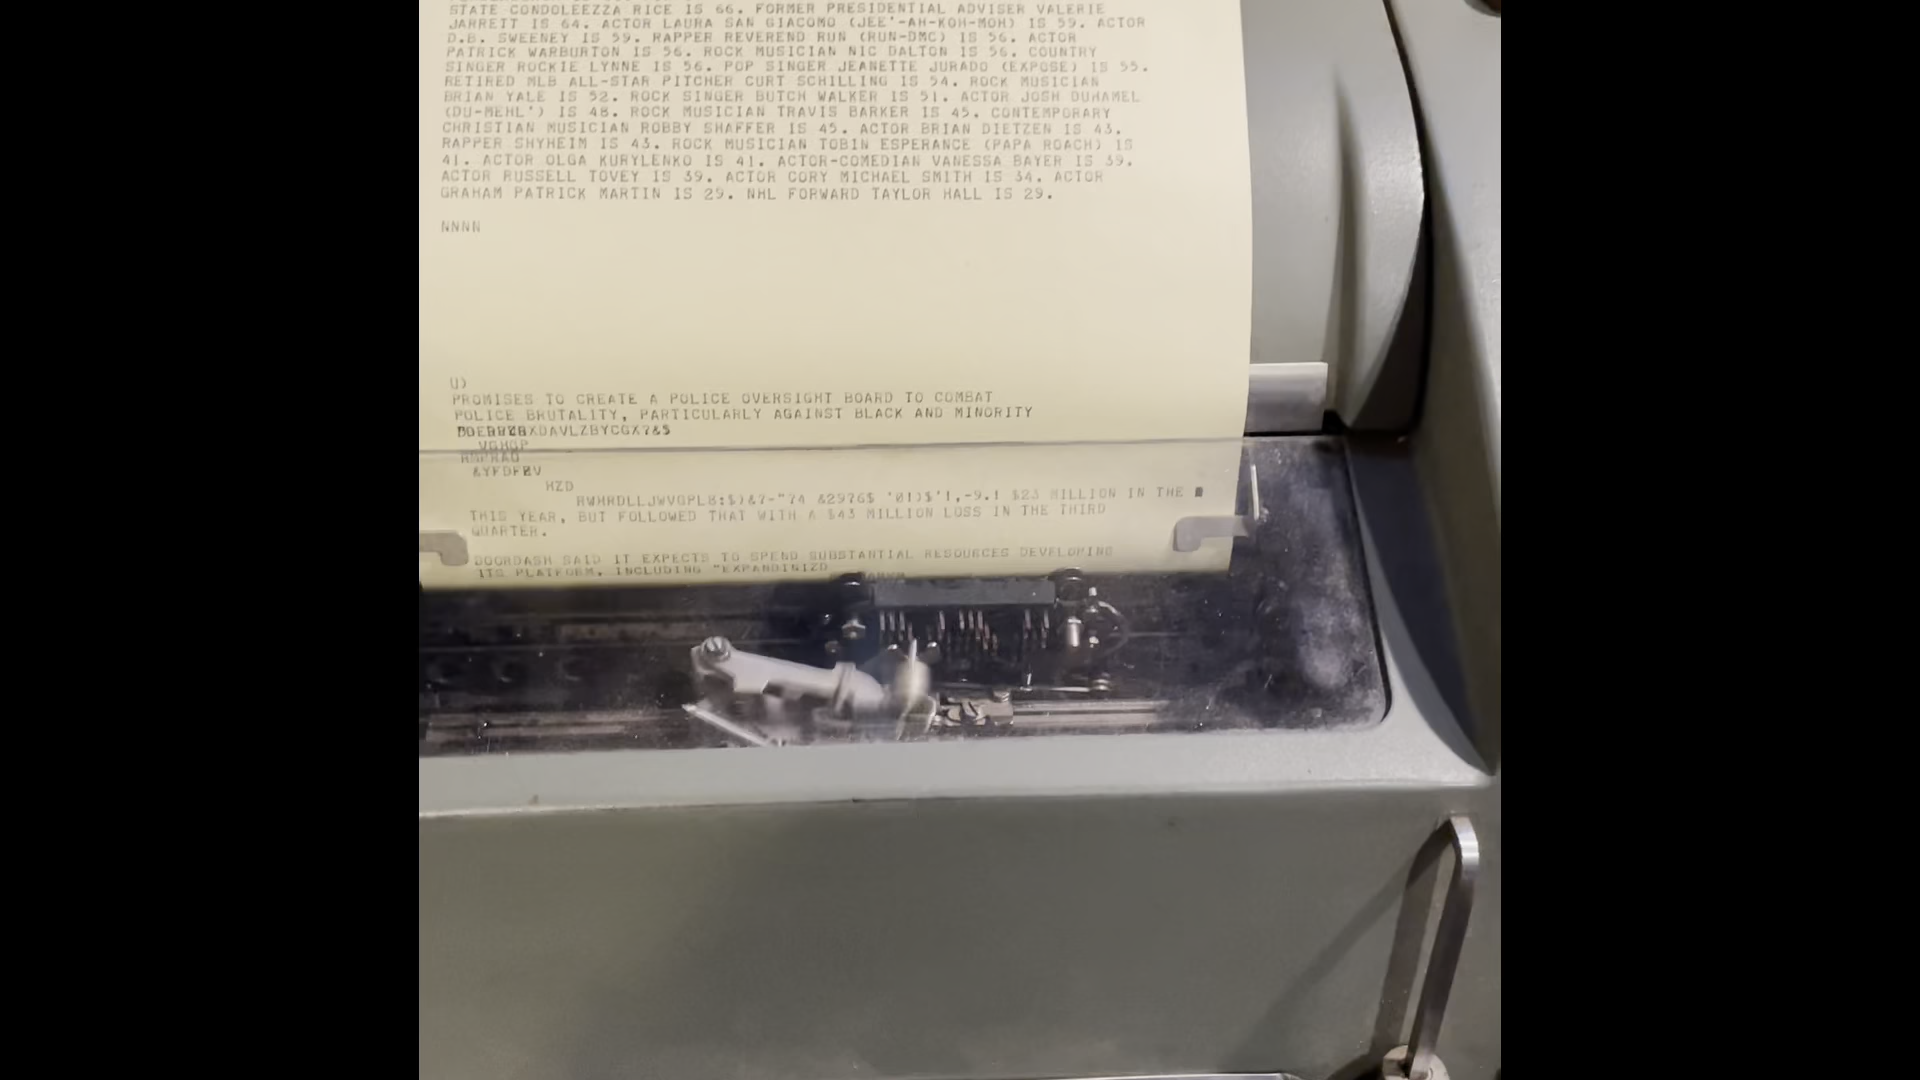 STATE CONDOLEEZZA RICE IS 66. FORMER PRESIDENTIAL ADVISER VALERIE
JARRETT IS 64. ACTOR LAURA SAN GIACOMO (JEE'-AH-KOH-MOH) IS 59. ACTOR
D.B. SWEENEY IS 59. RAPPER REVEREND RUN (RUN-DMC) IS 56. ACTOR
PATRICK WARBURTON IS 56. ROCK MUSICIAN NIC DALTON IS 56. COUNTRY
SINGER ROCKIE LYNNE IS 56. POP SINGER JEANETTE JURADO (EXPOSE) IS 55.
RETIRED MLB ALL-STAR PITCHER CURT SCHILLING IS 54. ROCK MUSICIAN
BRIAN YALE IS 52. ROCK SINGER BUTCH WALKER IS 51. ACTOR JOSH DUHAMEL
(DU-MEHL') IS 48. ROCK MUSICIAN TRAVIS BARKER IS 45. CONTEMPORARY
CHRISTIAN MUSICIAN ROBBY SHAFFER IS 45. ACTOR BRIAN DIETZEN IS 43.
RAPPER SHYHEIM IS 43. ROCK MUSICIAN TOBIN ESPERANCE (PAPA ROACH) IS
41. ACTOR OLGA KURYLENKO IS 41. ACTOR-COMEDIAN VANESSA BAYER IS 39.
ACTOR RUSSELL TOVEY IS 39. ACTOR CORY MICHAEL SMITH IS 34. ACTOR
GRAHAM PATRICK MARTIN IS 29. NHL FORWARD TAYLOR HALL IS 29.
NNNN
U)
PROMISES TO CREATE A POLICE OVERSIGHT BOARD TO COMBAT
POLICE BRUTALITY, PARTICULARLY AGAINST BLACK AND MINORITY
VGHQP
HZD
$23 MILLION IN THE
THIS YEAR, BUT FOLLOWED THAT WITH A $43 MILLION LOSS IN THE THIRD
QUARTER.
DOORDASH SAID IT EXPECTS TO SPEND SUBSTANTIAL RESOURCES DEVELOPING
ITS PLATFORM, INCLUDING